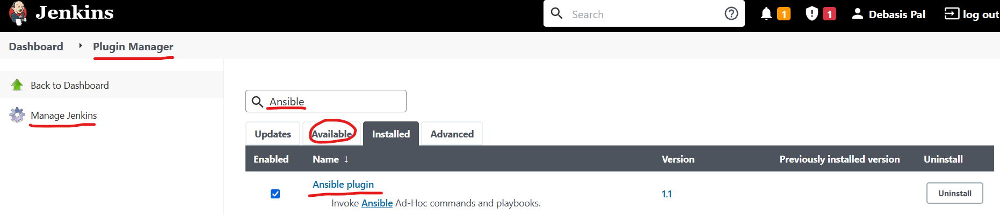 Jenkins
Search
1
1
Debasis Pal
log out
Dashboard
Plugin Manager
Back to Dashboard
Manage Jenkins
Ansible
Updates
Available
Installed
Advanced
Enabled Name ↓ Version Previously installed version Uninstall
Ansible plugin
1.1
Uninstall
Invoke Ansible Ad-Hoc commands and playbooks.